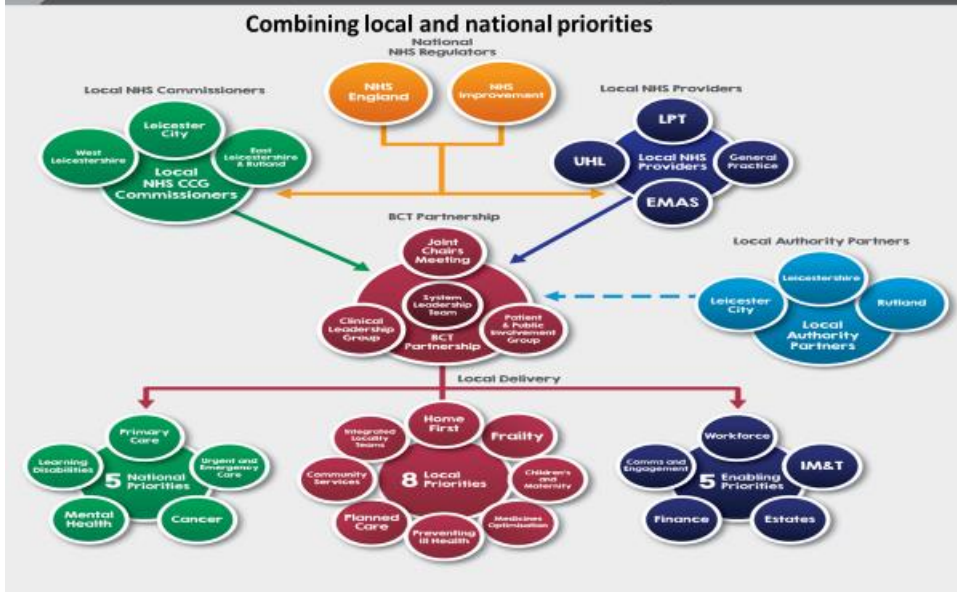 Combining local and national priorities
National
NHS Regulators
NHS
England
NHS
Improvement
Local NHS Commissioners
Leicester
City
West
Leicestershire
East
Leicestershire
& Rutland
Local
NHS CCG
Commissioners
Local NHS Providers
LPT
UHL
Local NHS
Providers
General
Practice
EMAS
BCT Partnership
Joint
Chairs
Meeting
System
Leadership
Team
Clinical
Leadership
Group
Patient
& Public
Involvement
Group
BCT
Partnership
Local Authority Partners
Leicestershire
Leicester
City
Rutland
Local
Authority
Partners
Local Delivery
Primary
Care
Learning
Disabilities
Urgent and
Emergency
Care
5 National
Priorities
Mental
Health
Cancer
Home
First
Integrated
Locality
Teams
Frailty
Community
Services
8 Local
Priorities
Children's
and
Maternity
Planned
Care
Medicines
Optimisation
Preventing
Ill Health
Workforce
Comms and
Engagement
IM&T
5 Enabling
Priorities
Finance
Estates